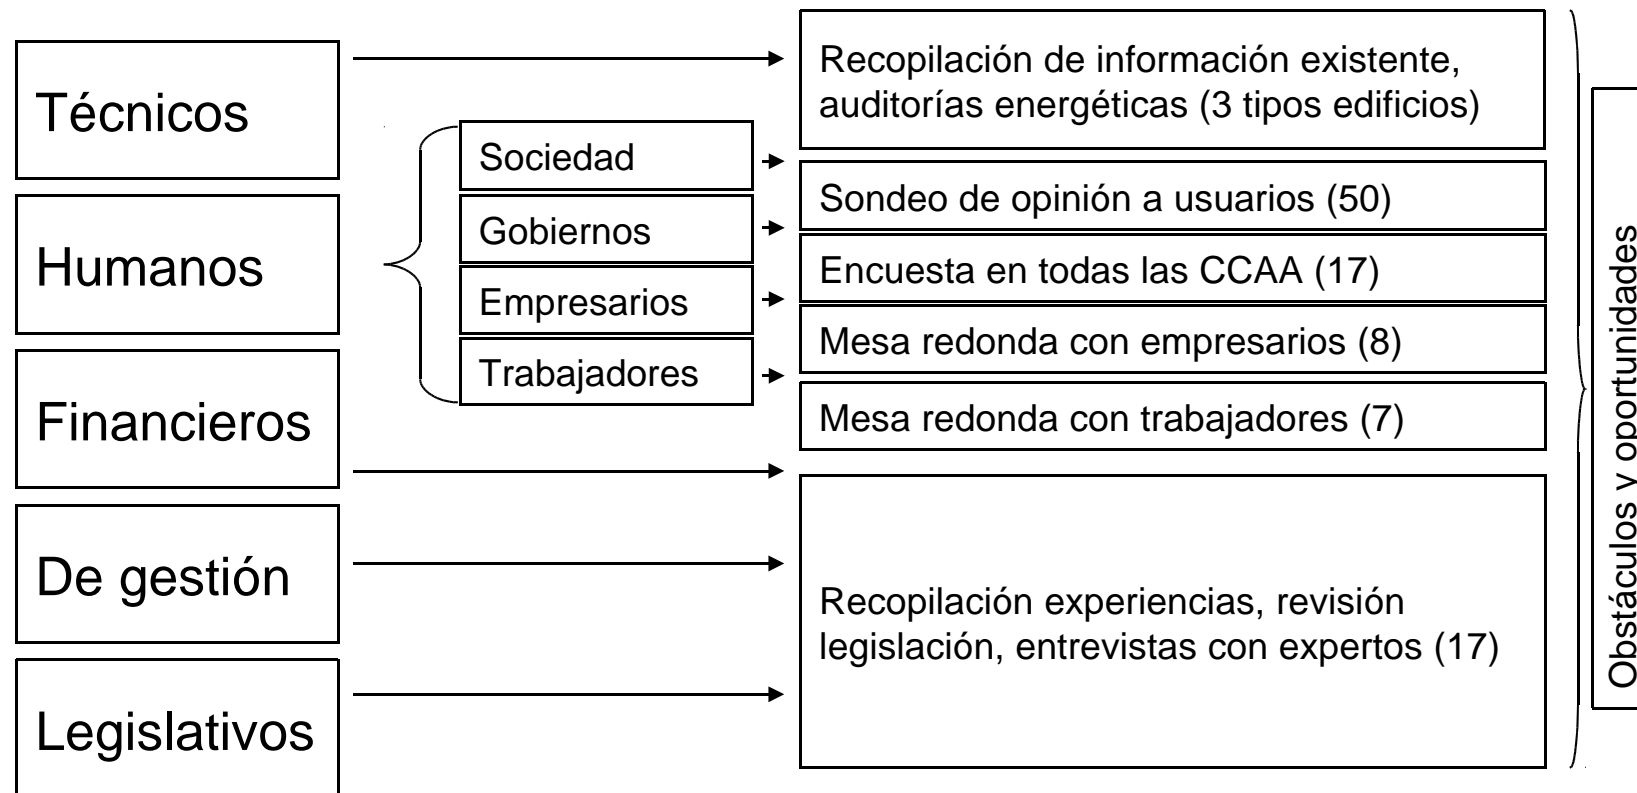 Técnicos
Humanos
Financieros
De gestión
Legislativos
Sociedad
Gobiernos
Empresarios
Trabajadores
Recopilación de información existente,
auditorías energéticas (3 tipos edificios)
Sondeo de opinión a usuarios (50)
Encuesta en todas las CCAA (17)
Mesa redonda con empresarios (8)
Mesa redonda con trabajadores (7)
Recopilación experiencias, revisión
legislación, entrevistas con expertos (17)
Obstáculos y oportunidades